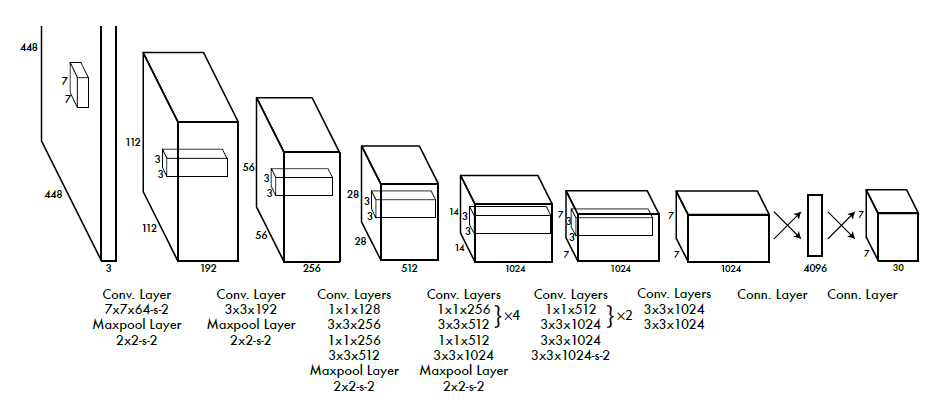 448
7
7
448
3
112
3
3
112
192
56
3
3
56
256
28
3
3
28
512
14
3
3
14
1024
7
3
3
7
1024
7
7
1024
4096
7
7
30
Conv. Layer
7x7x64-s-2
Maxpool Layer
2x2-s-2
Conv. Layer
3x3x192
Maxpool Layer
2x2-s-2
Conv. Layers
1x1x128
3x3x256
1x1x256
3x3x512
Maxpool Layer
2x2-s-2
Conv. Layers
1x1x256
3x3x512
}×4
1x1x512
3x3x1024
Maxpool Layer
2x2-s-2
Conv. Layers
1x1x512
3x3x1024
}×2
3x3x1024
3x3x1024-s-2
Conv. Layers
3x3x1024
3x3x1024
Conn. Layer
Conn. Layer